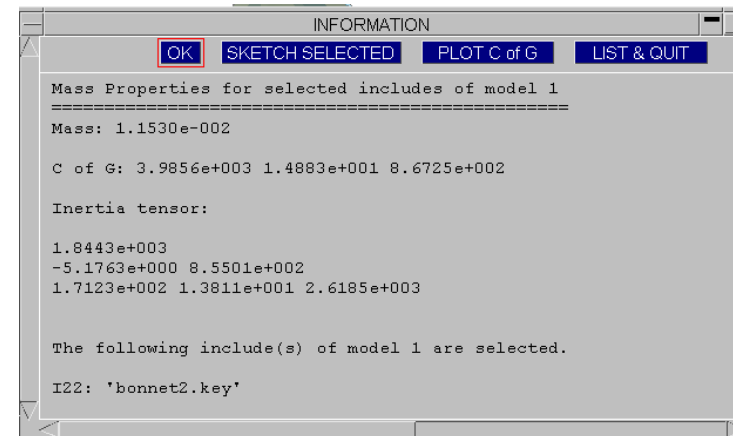 INFORMATION
OK SKETCH SELECTED PLOT C of G LIST & QUIT
Mass Properties for selected includes of model 1
=================================================
Mass: 1.1530e-002
C of G: 3.9856e+003 1.4883e+001 8.6725e+002
Inertia tensor:
1.8443e+003
-5.1763e+000 8.5501e+002
1.7123e+002 1.3811e+001 2.6185e+003
The following include(s) of model 1 are selected.
I22: 'bonnet2.key'